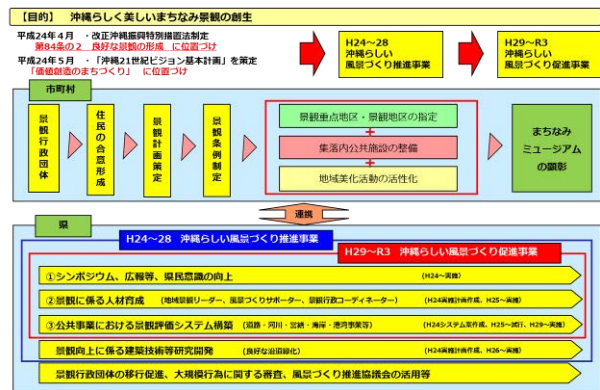 【目的】 沖縄らしく美しいまちなみ景観の創生
平成24年４月 ・改正沖縄振興特別措置法制定
第84条の２ 良好な景観の形成 に位置づけ
平成24年５月 ・「沖縄21世紀ビジョン基本計画」を策定
「価値創造のまちづくり」 に位置づけ
H24～28
沖縄らしい
風景づくり推進事業
H29～R3
沖縄らしい
風景づくり促進事業
市町村
景観行政団体
住民の合意形成
景観計画策定
景観条例制定
景観重点地区・景観地区の指定
＋
集落内公共施設の整備
＋
地域美化活動の活性化
まちなみ
ミュージアム
の顕彰
連携
県
H24～28 沖縄らしい風景づくり推進事業
H29～R3 沖縄らしい風景づくり促進事業
①シンポジウム、広報等、県民意識の向上 (H24～実施)
②景観に係る人材育成 (地域景観リーダー、風景づくりサポーター、景観行政コーディネーター) (H24実施計画作成、H25～実施)
③公共事業における景観評価システム構築 (道路・河川・営繕・海岸・港湾事業等) (H24システム案作成、H25～試行、H29～実施)
景観向上に係る建築技術等研究開発 (良好な沿道緑化) (H24実施計画作成、H26～実施)
景観行政団体の移行促進、大規模行為に関する審査、風景づくり推進協議会の活用等